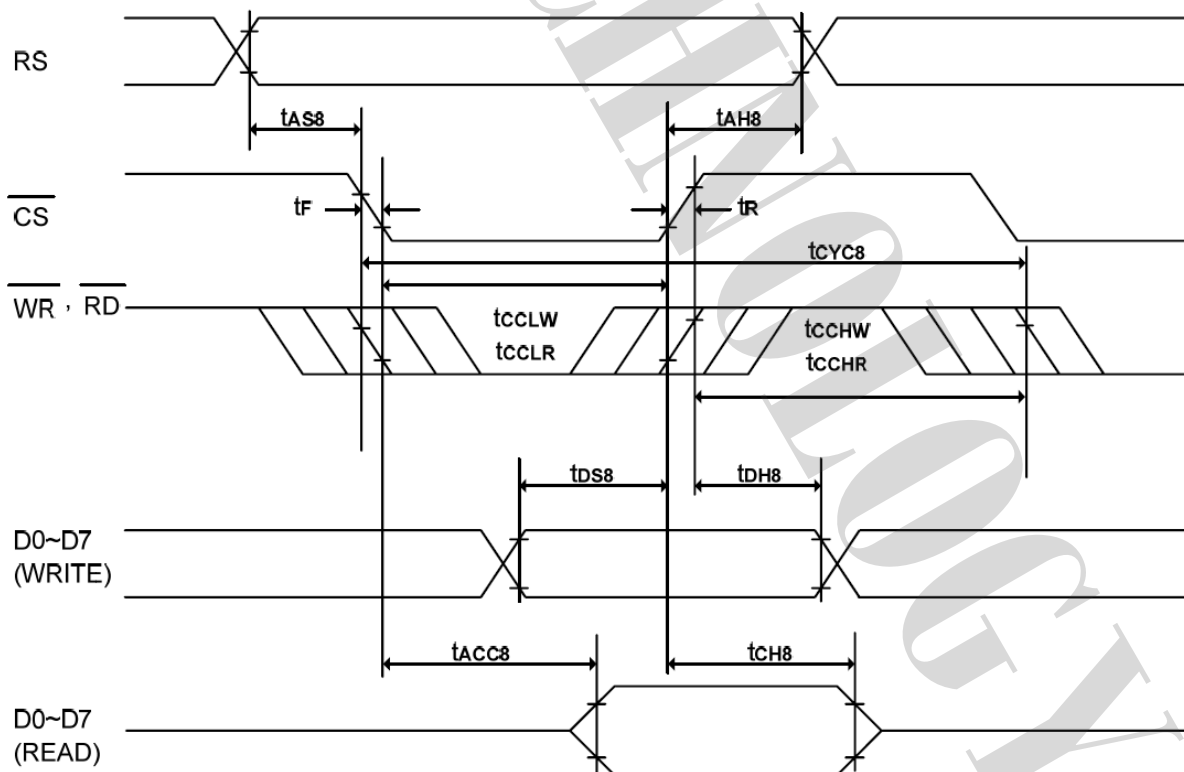 RS
tAS8
tAH8
CS
tF
tR
tCYC8
WR , RD
tCCLW
tCCLR
tCCHW
tCCHR
tDS8
tDH8
D0~D7
(WRITE)
tACC8
tCH8
D0~D7
(READ)